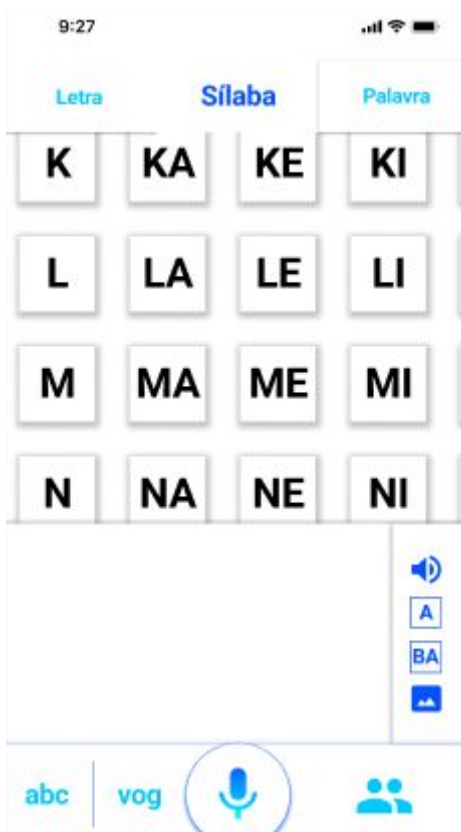 9:27
Letra Sílaba Palavra
K KA KE KI
L LA LE LI
M MA ME MI
N NA NE NI
A
BA
abc vog